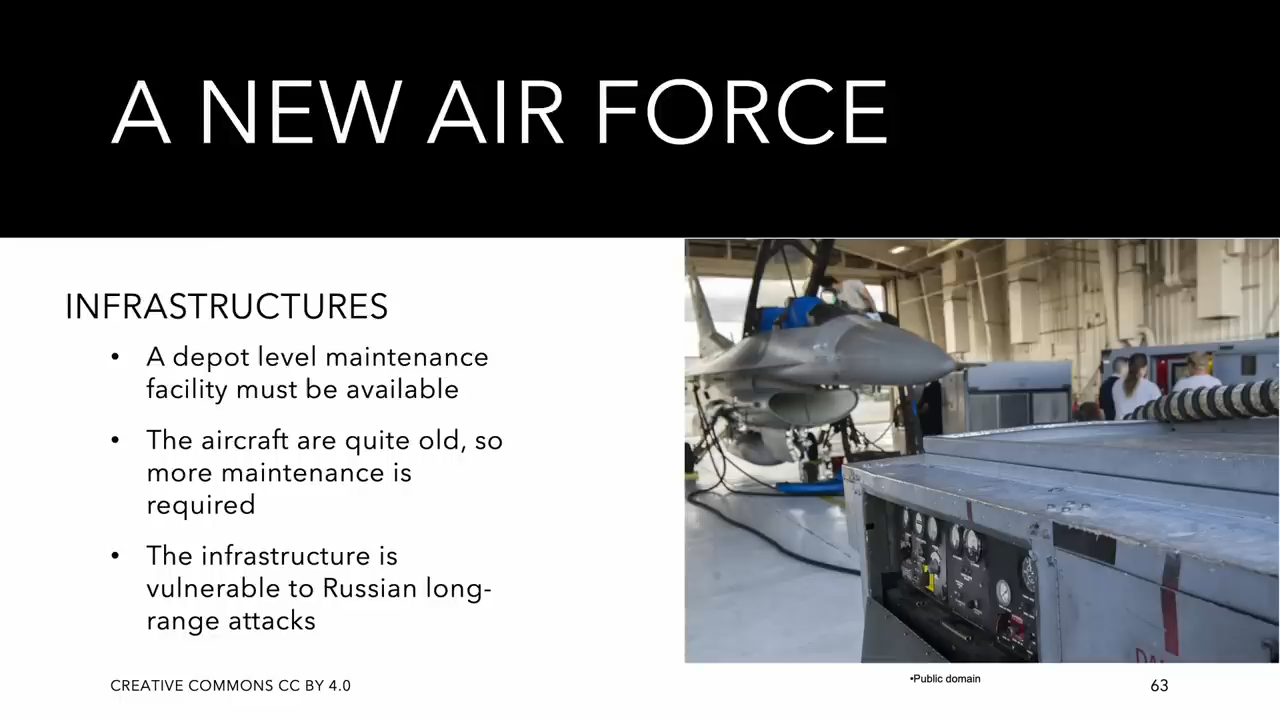 A NEW AIR FORCE
INFRASTRUCTURES
• A depot level maintenance
facility must be available
• The aircraft are quite old, so
more maintenance is
required
• The infrastructure is
vulnerable to Russian long-
range attacks
CREATIVE COMMONS CC BY 4.0
•Public domain
63